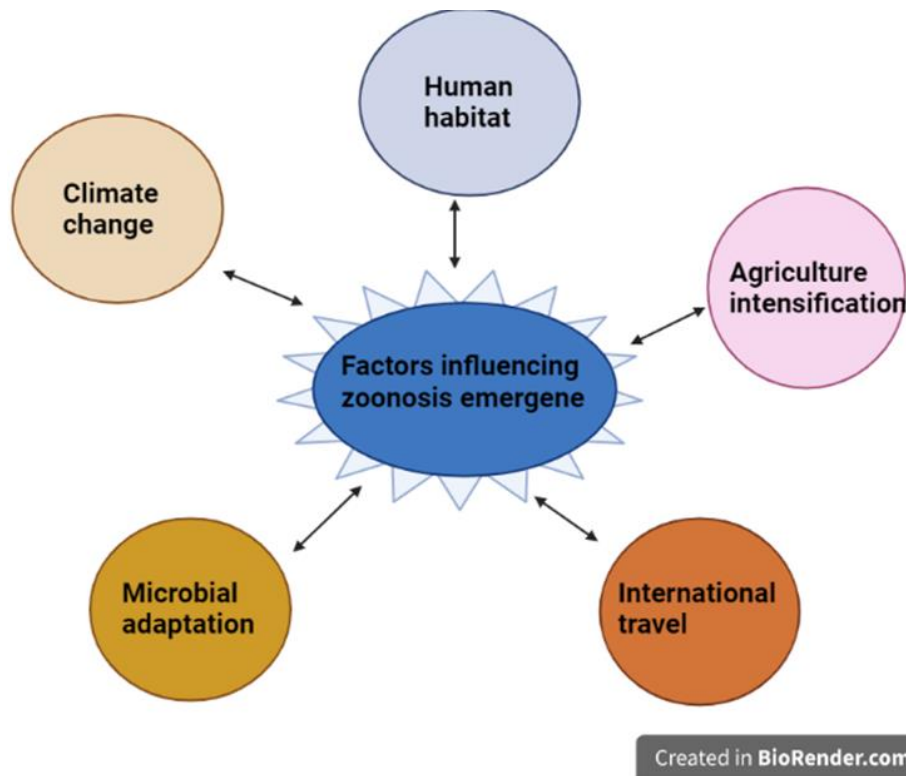 Human
habitat
Climate
change
Agriculture
intensification
Factors influencing
zoonosis emergene
Microbial
adaptation
International
travel
Created in BioRender.com